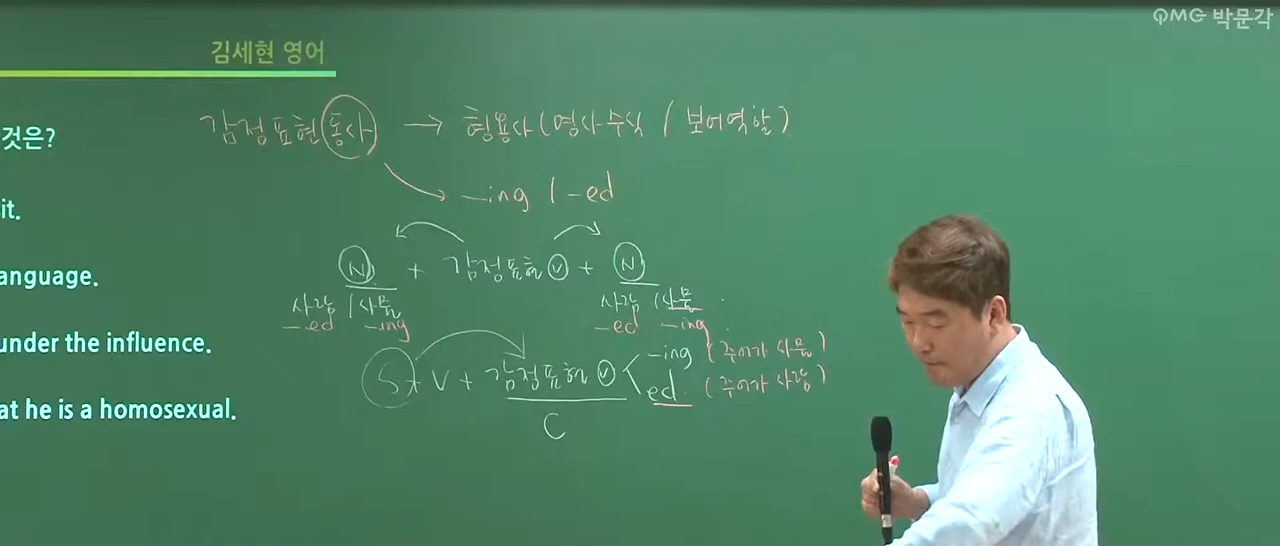 PMG 박문각
김세현 영어
감정표현 동사 → 형용사 (명사수식 / 보어역할)
것은?
-ing / -ed
it.
N + 감정표현 V + N
anguage.
사람 / 사물 사람 / 사물
-ed -ing -ed -ing
under the influence.
S + V + 감정표현 V -ing (주어가 사물)
ed (주어가 사람)
at he is a homosexual.
C